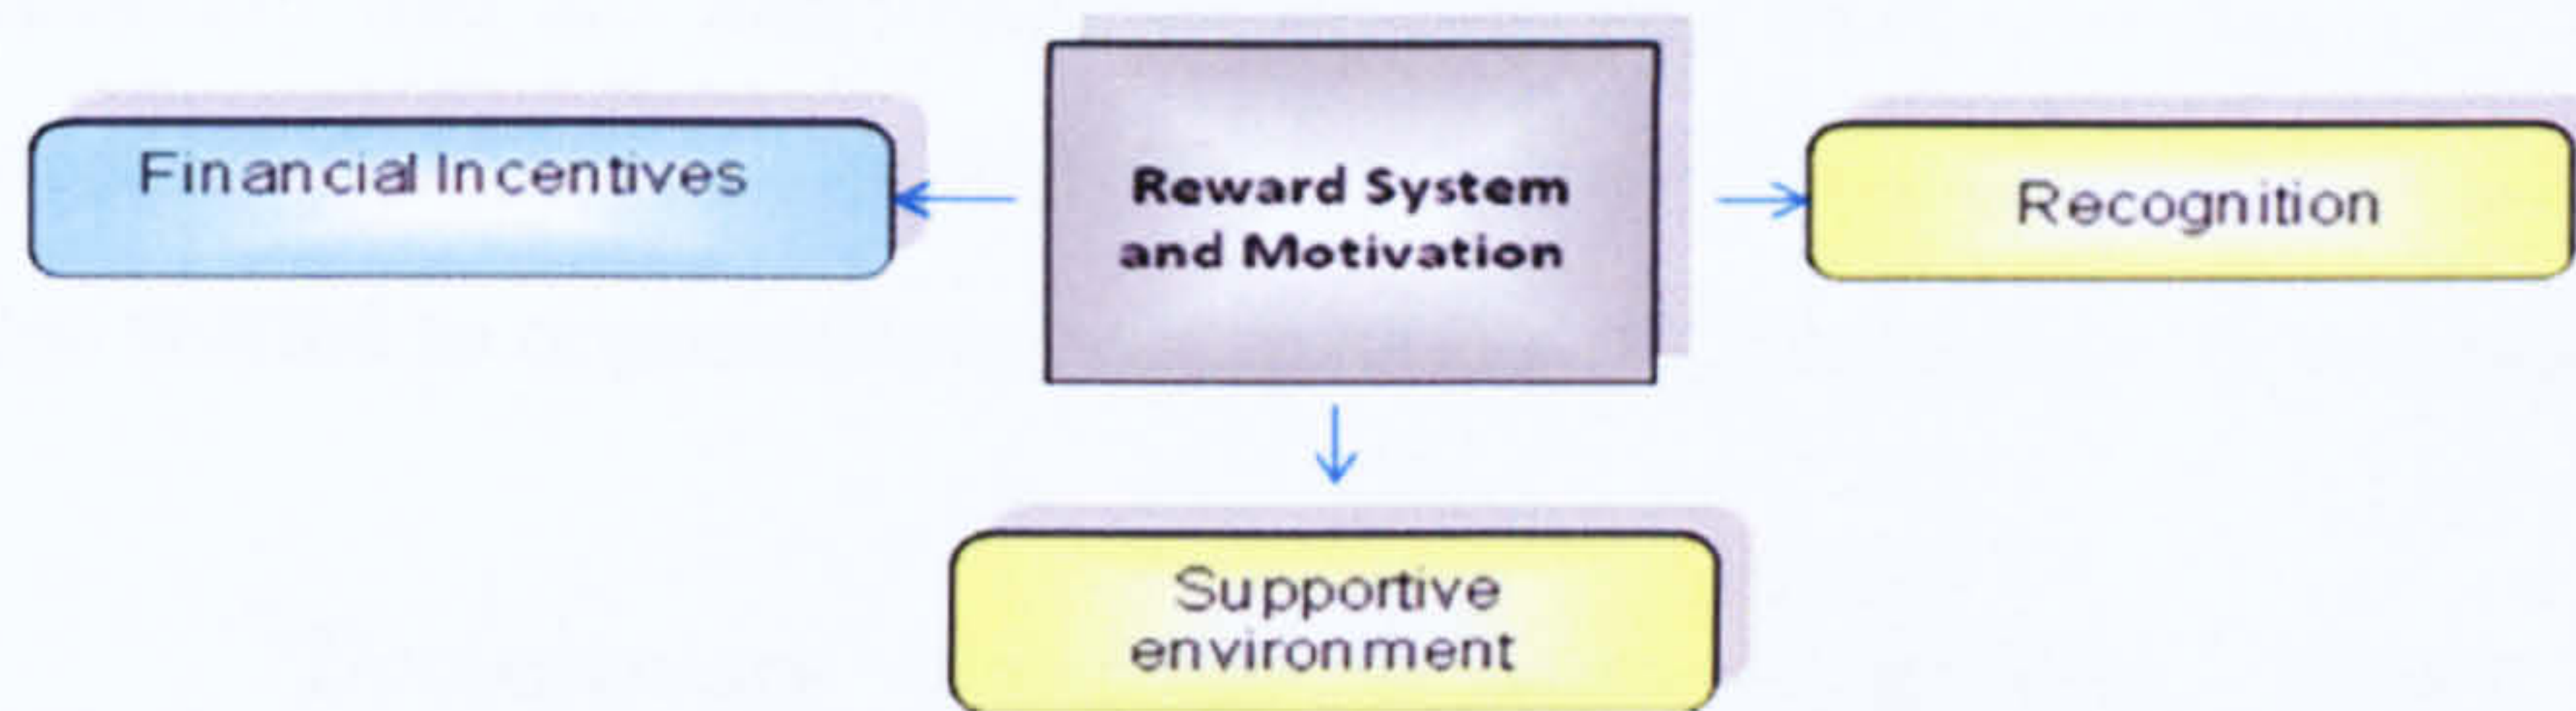 Financial Incentives
Reward System
and Motivation
Recognition
Supportive
environment